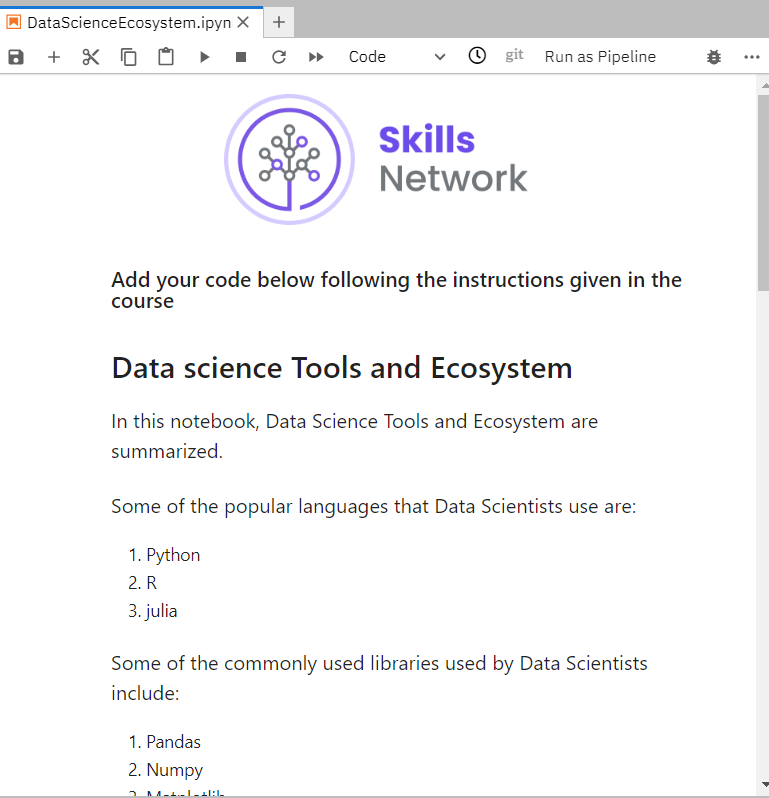 DataScienceEcosystem.ipyn
Code
git
Run as Pipeline
Skills
Network
Add your code below following the instructions given in the
course
Data science Tools and Ecosystem
In this notebook, Data Science Tools and Ecosystem are
summarized.
Some of the popular languages that Data Scientists use are:
1. Python
2. R
3. julia
Some of the commonly used libraries used by Data Scientists
include:
1. Pandas
2. Numpy
3. Matplotlib